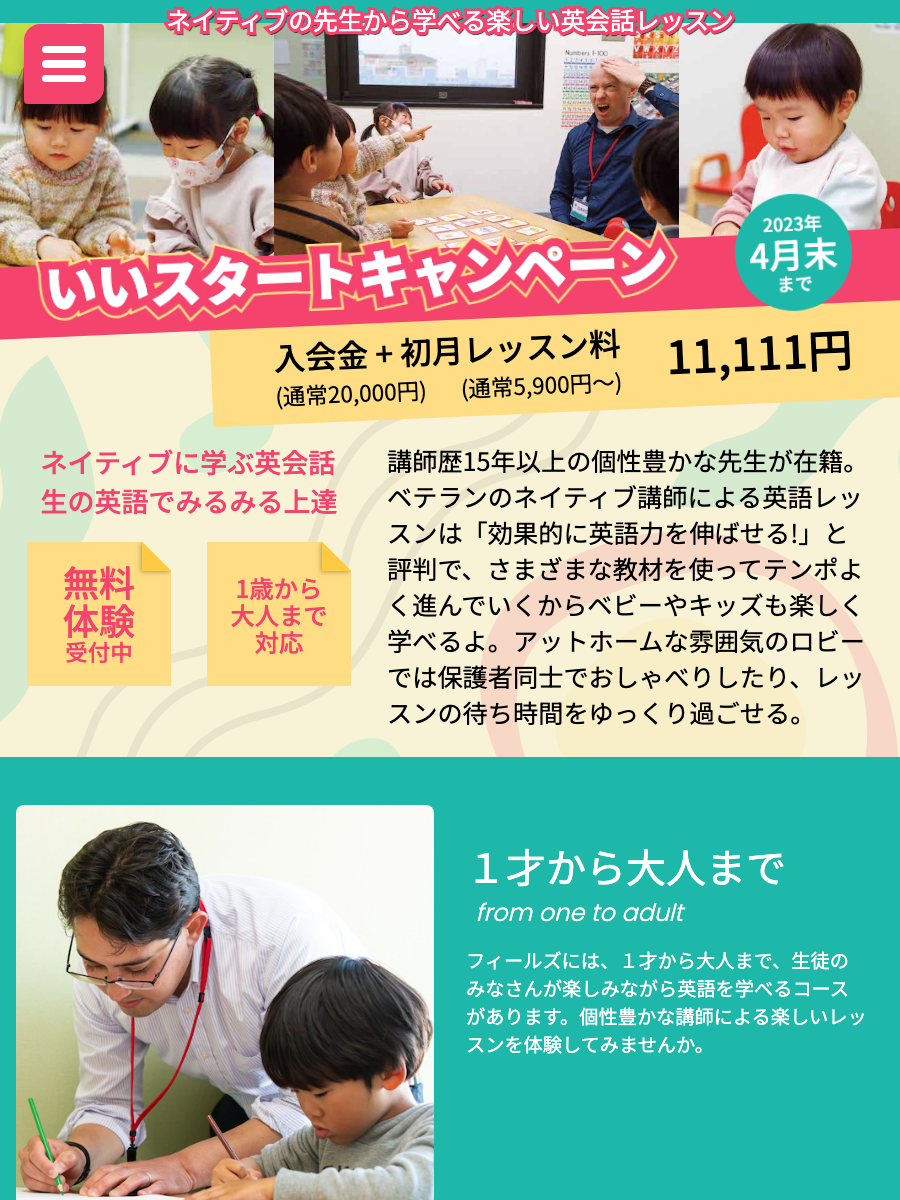 ネイティブの先生から学べる楽しい英会話レッスン
Numbers 1-100
2023年
4月末
まで
いいスタートキャンペーン
入会金 + 初月レッスン料
11,111円
(通常20,000円)
(通常5,900円〜)
ネイティブに学ぶ英会話
生の英語でみるみる上達
無料
体験
受付中
1歳から
大人まで
対応
講師歴15年以上の個性豊かな先生が在籍。
ベテランのネイティブ講師による英語レッ
スンは「効果的に英語力を伸ばせる!」と
評判で、さまざまな教材を使ってテンポよ
く進んでいくからベビーやキッズも楽しく
学べるよ。アットホームな雰囲気のロビー
では保護者同士でおしゃべりしたり、レッ
スンの待ち時間をゆっくり過ごせる。
１才から大人まで
from one to adult
フィールズには、１才から大人まで、生徒の
みなさんが楽しみながら英語を学べるコース
があります。個性豊かな講師による楽しいレッ
スンを体験してみませんか。